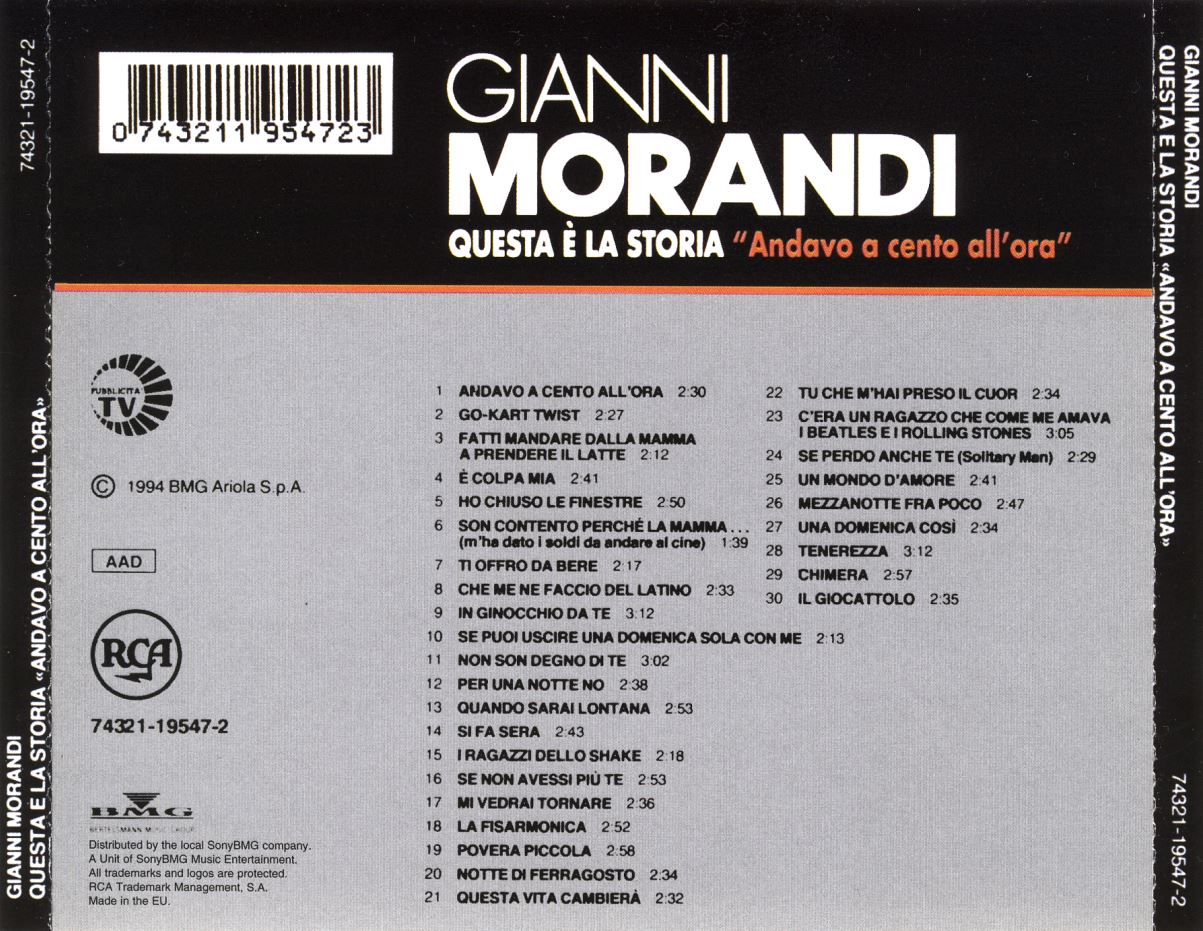 74321-19547-2
GIANNI MORANDI
QUESTA E LA STORIA «ANDAVO A CENTO ALL'ORA»
0 743211 954723
GIANNI
MORANDI
QUESTA È LA STORIA "Andavo a cento all'ora"
PUBBLICITA
TV
© 1994 BMG Ariola S.p.A.
AAD
RCA
74321-19547-2
BMG
BERTELSMANN MUSIC GROUP
Distributed by the local SonyBMG company.
A Unit of SonyBMG Music Entertainment.
All trademarks and logos are protected.
RCA Trademark Management, S.A.
Made in the EU.
1 ANDAVO A CENTO ALL'ORA 2:30
2 GO-KART TWIST 2:27
3 FATTI MANDARE DALLA MAMMA
A PRENDERE IL LATTE 2:12
4 È COLPA MIA 2:41
5 HO CHIUSO LE FINESTRE 2:50
6 SON CONTENTO PERCHÉ LA MAMMA...
(m'ha dato i soldi da andare al cine) 1:39
7 TI OFFRO DA BERE 2:17
8 CHE ME NE FACCIO DEL LATINO 2:33
9 IN GINOCCHIO DA TE 3:12
10 SE PUOI USCIRE UNA DOMENICA SOLA CON ME 2:13
11 NON SON DEGNO DI TE 3:02
12 PER UNA NOTTE NO 2:38
13 QUANDO SARAI LONTANA 2:53
14 SI FA SERA 2:43
15 I RAGAZZI DELLO SHAKE 2:18
16 SE NON AVESSI PIÚ TE 2:53
17 MI VEDRAI TORNARE 2:36
18 LA FISARMONICA 2:52
19 POVERA PICCOLA 2:58
20 NOTTE DI FERRAGOSTO 2:34
21 QUESTA VITA CAMBIERÀ 2:32
22 TU CHE M'HAI PRESO IL CUOR 2:34
23 C'ERA UN RAGAZZO CHE COME ME AMAVA
I BEATLES E I ROLLING STONES 3:05
24 SE PERDO ANCHE TE (Solitary Man) 2:29
25 UN MONDO D'AMORE 2:41
26 MEZZANOTTE FRA POCO 2:47
27 UNA DOMENICA COSÌ 2:34
28 TENEREZZA 3:12
29 CHIMERA 2:57
30 IL GIOCATTOLO 2:35
GIANNI MORANDI
QUESTA E LA STORIA «ANDAVO A CENTO ALL'ORA»
74321-19547-2